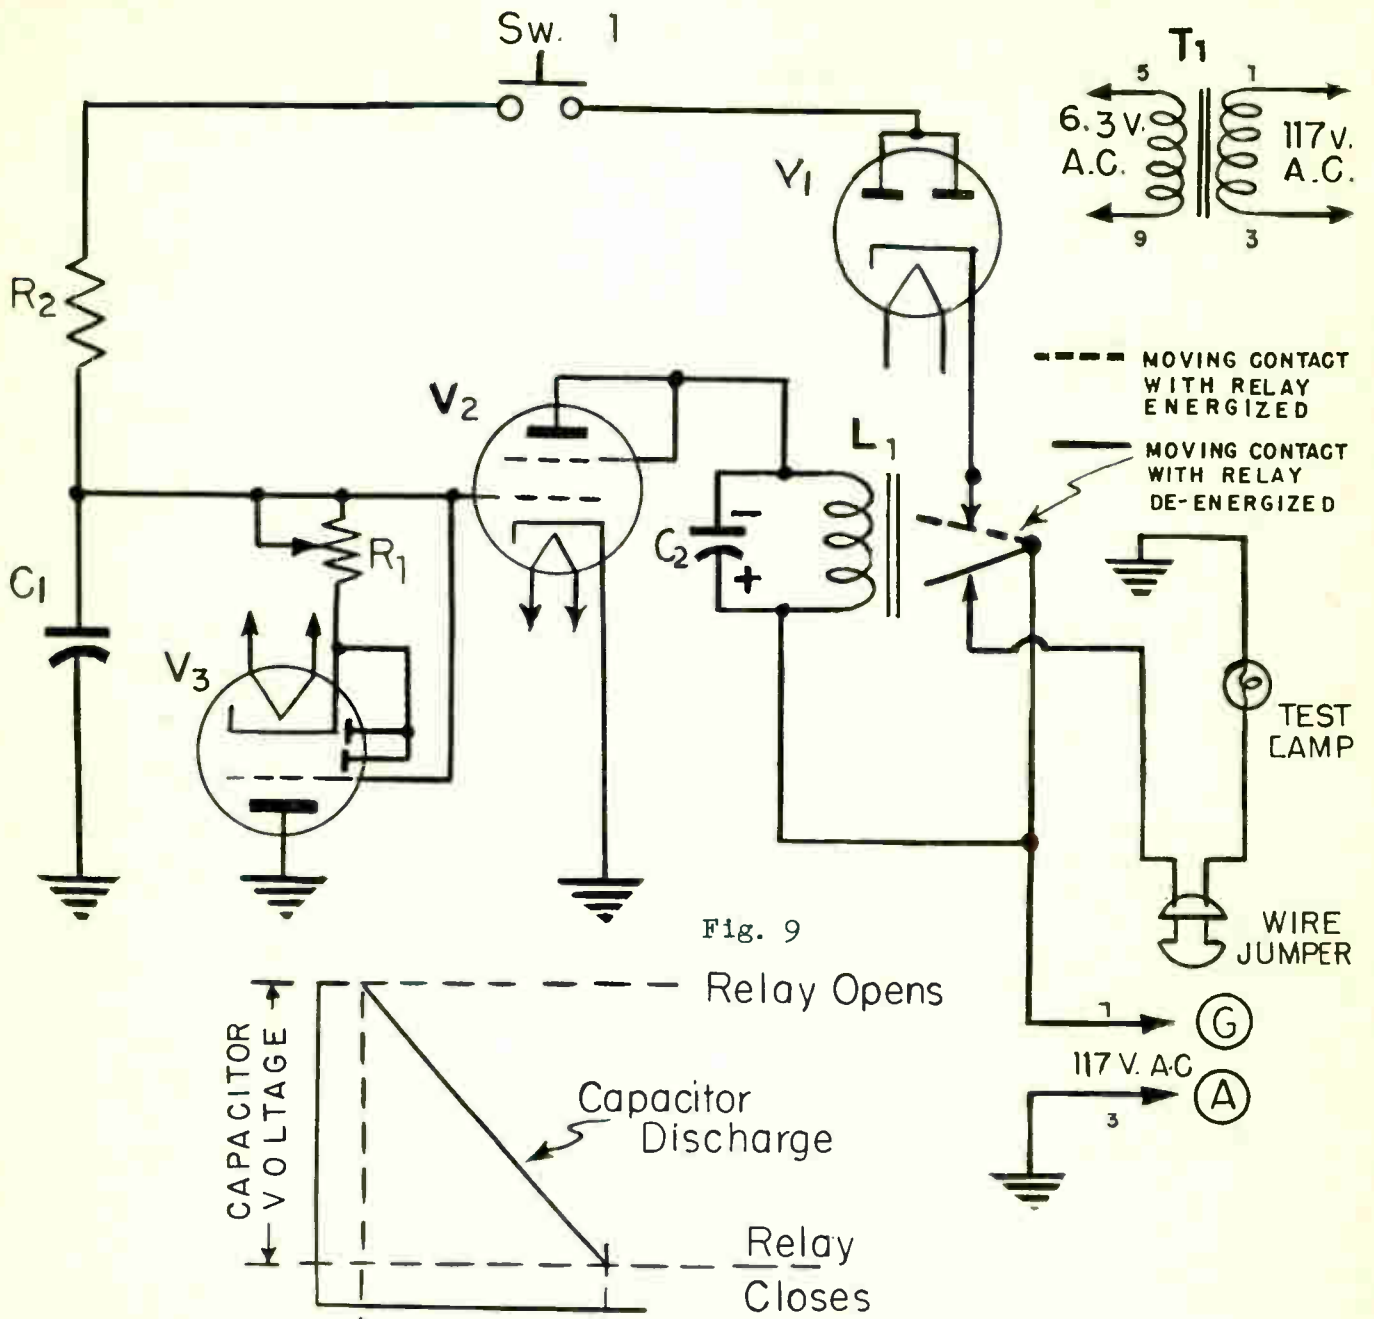 Sw. 1
T1
5
1
6.3 V.
A.C.
117 V.
A.C.
9
3
V1
R2
MOVING CONTACT
WITH RELAY
ENERGIZED
V2
L1
MOVING CONTACT
WITH RELAY
DE-ENERGIZED
-
C2
+
R1
C1
V3
TEST
LAMP
WIRE
JUMPER
Fig. 9
Relay Opens
7
G
117 V. A.C
A
3
CAPACITOR
VOLTAGE
Capacitor
Discharge
Relay
Closes